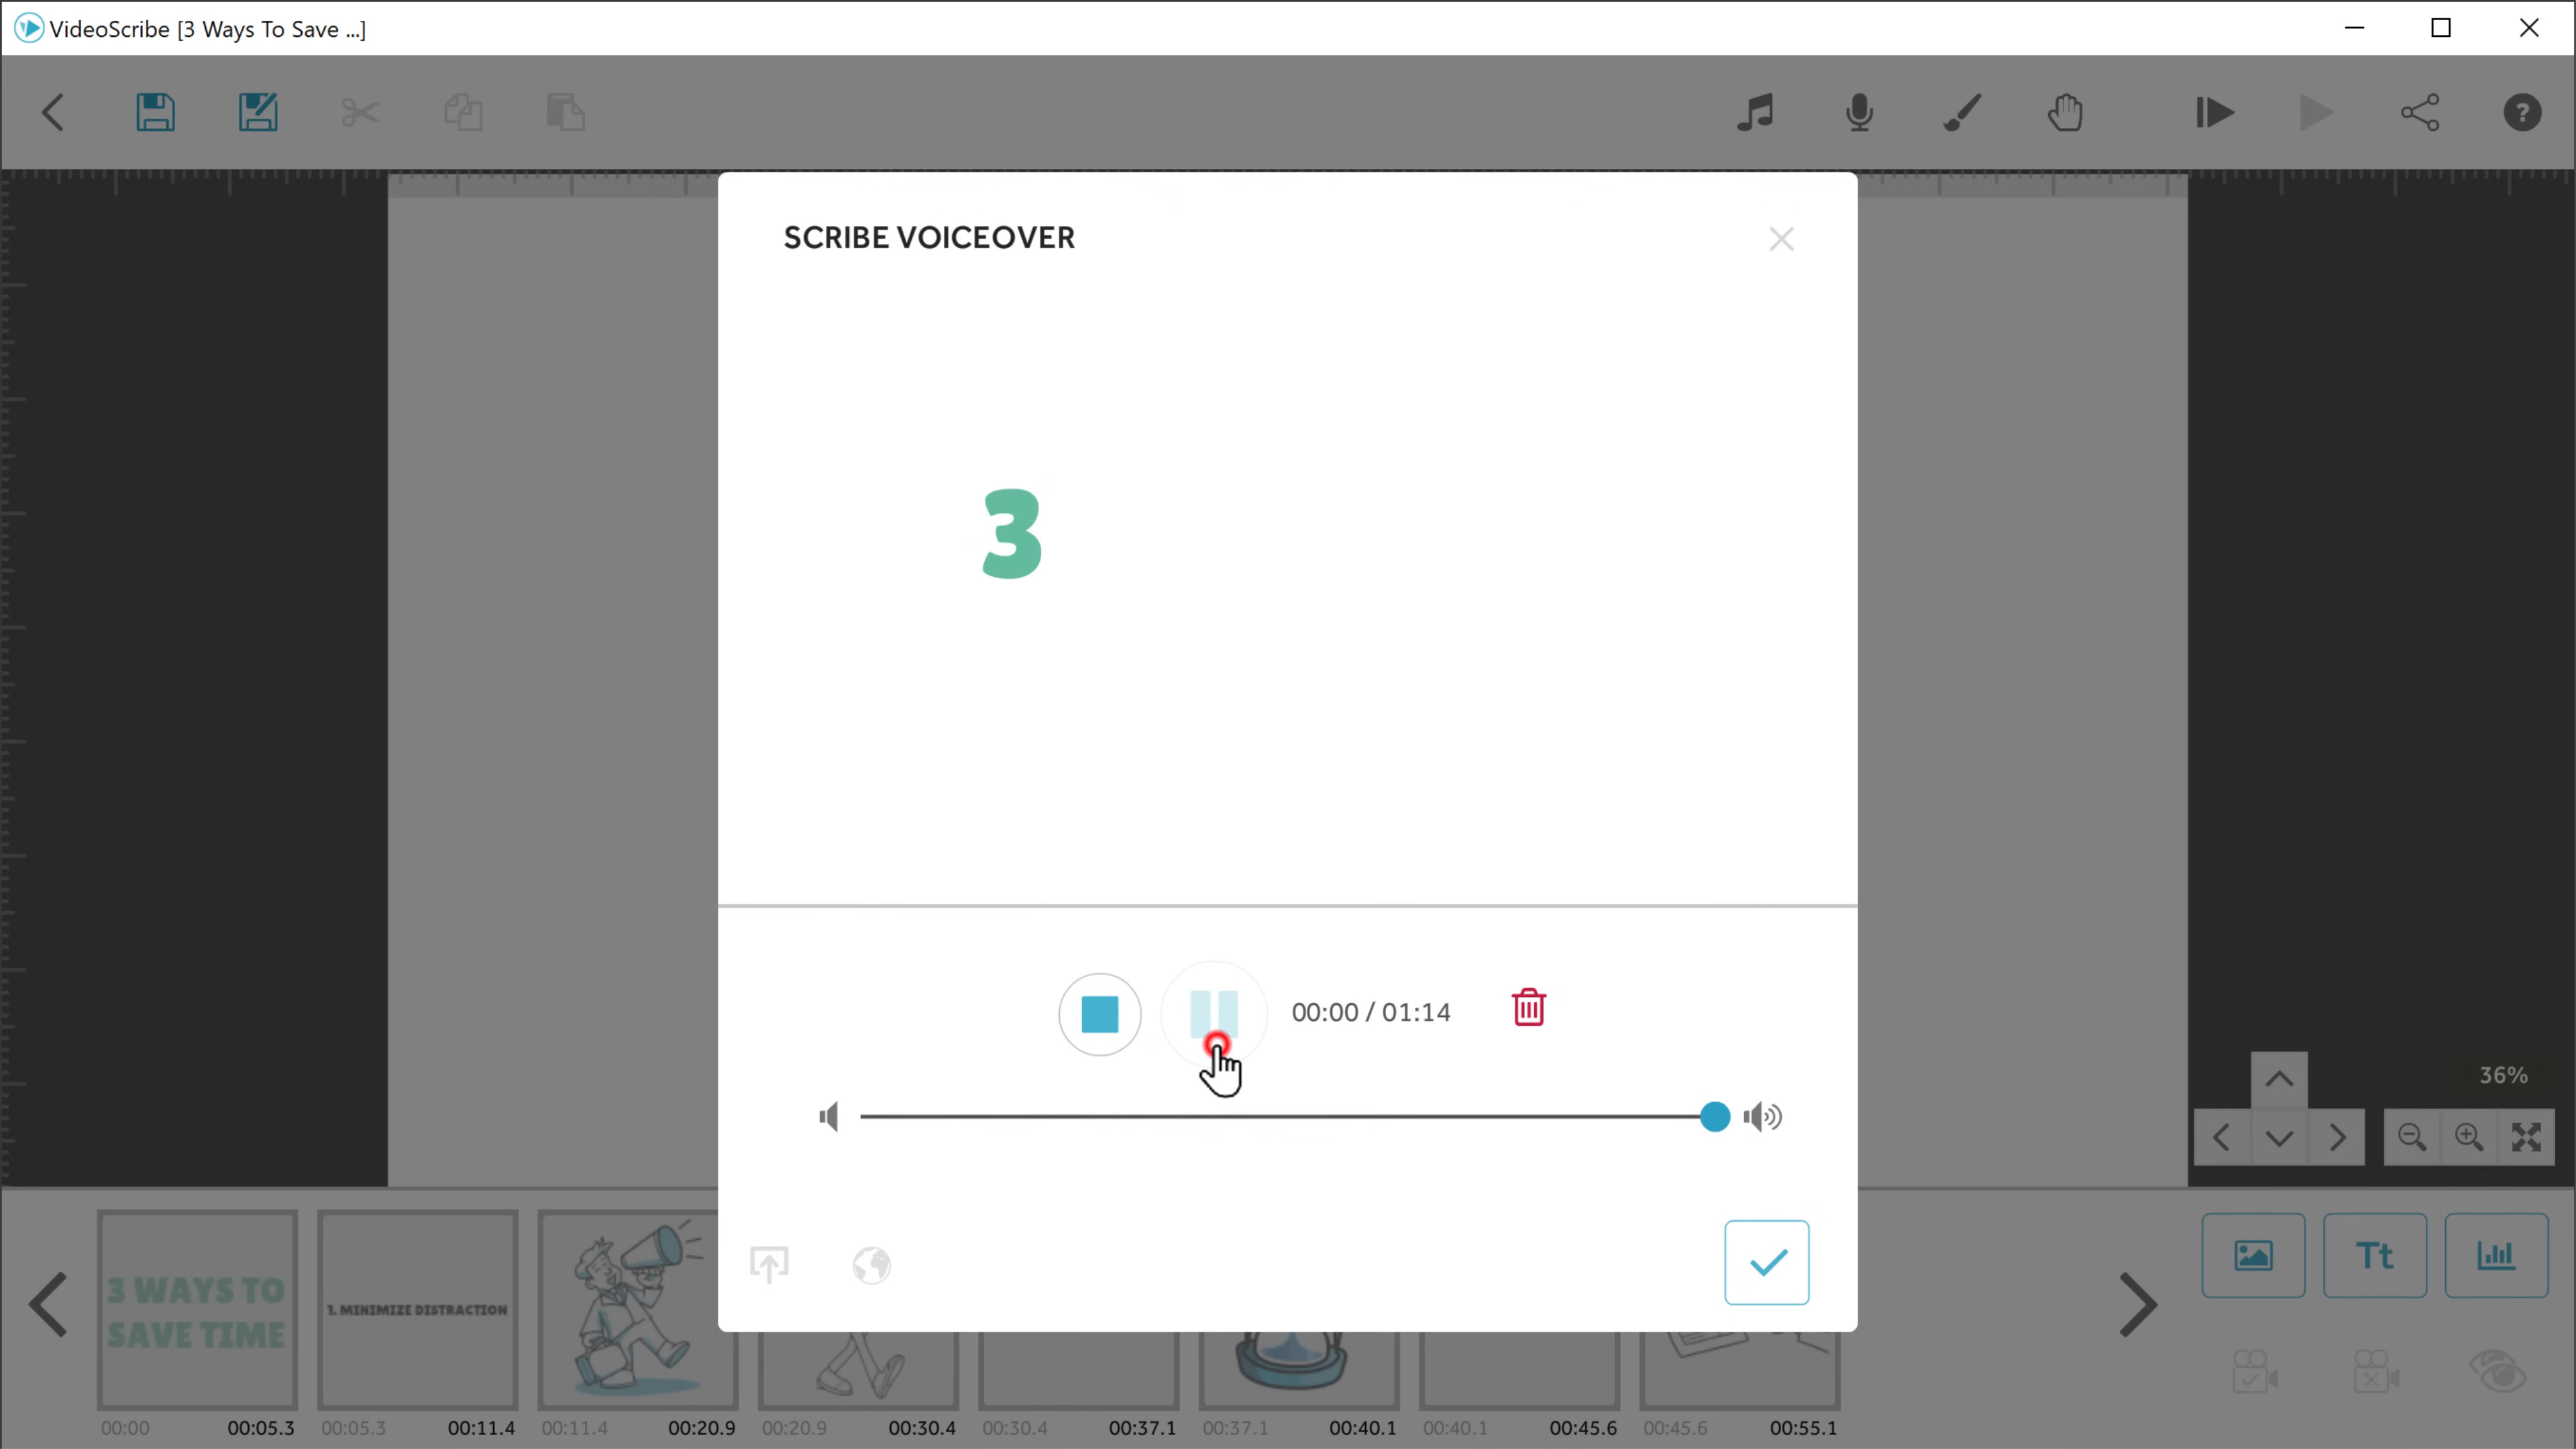 VideoScribe [3 Ways To Save ...]
?
SCRIBE VOICEOVER
3
00:00 / 01:14
36%
Tt
3 WAYS TO
SAVE TIME
1. MINIMIZE DISTRACTION
00:00 00:05.3 00:05.3 00:11.4 00:11.4 00:20.9 00:20.9 00:30.4 00:30.4 00:37.1 00:37.1 00:40.1 00:40.1 00:45.6 00:45.6 00:55.1